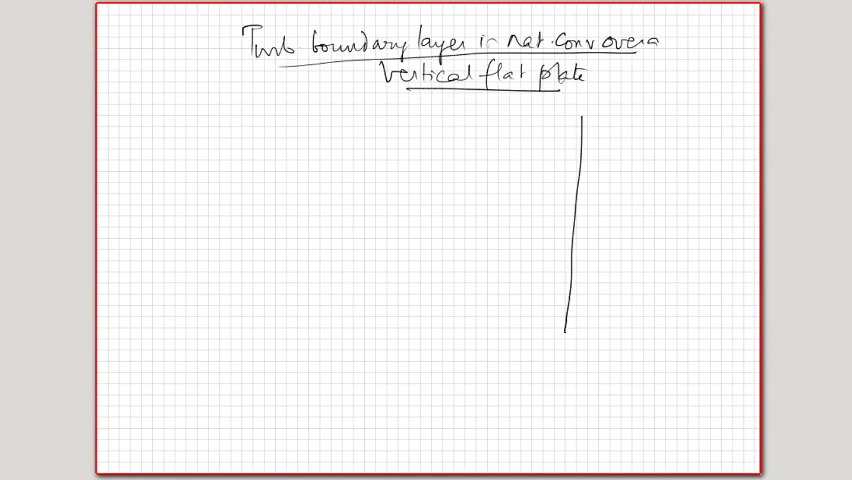 Turb. boundary layer in nat. conv over a
vertical flat plate